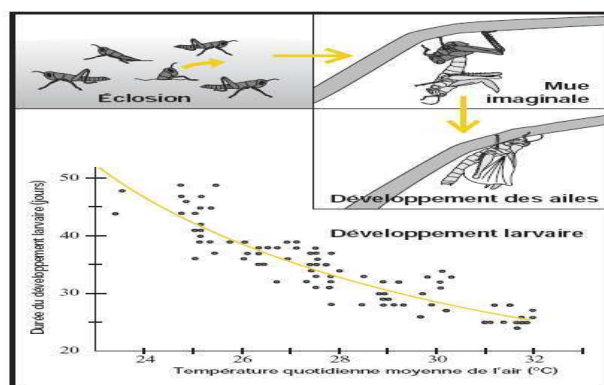 Éclosion
Mue
imaginale
Développement des ailes
Développement larvaire
Durée du développement larvaire (jours)
50
40
30
20
24
26
28
30
32
Température quotidienne moyenne de l'air (°C)